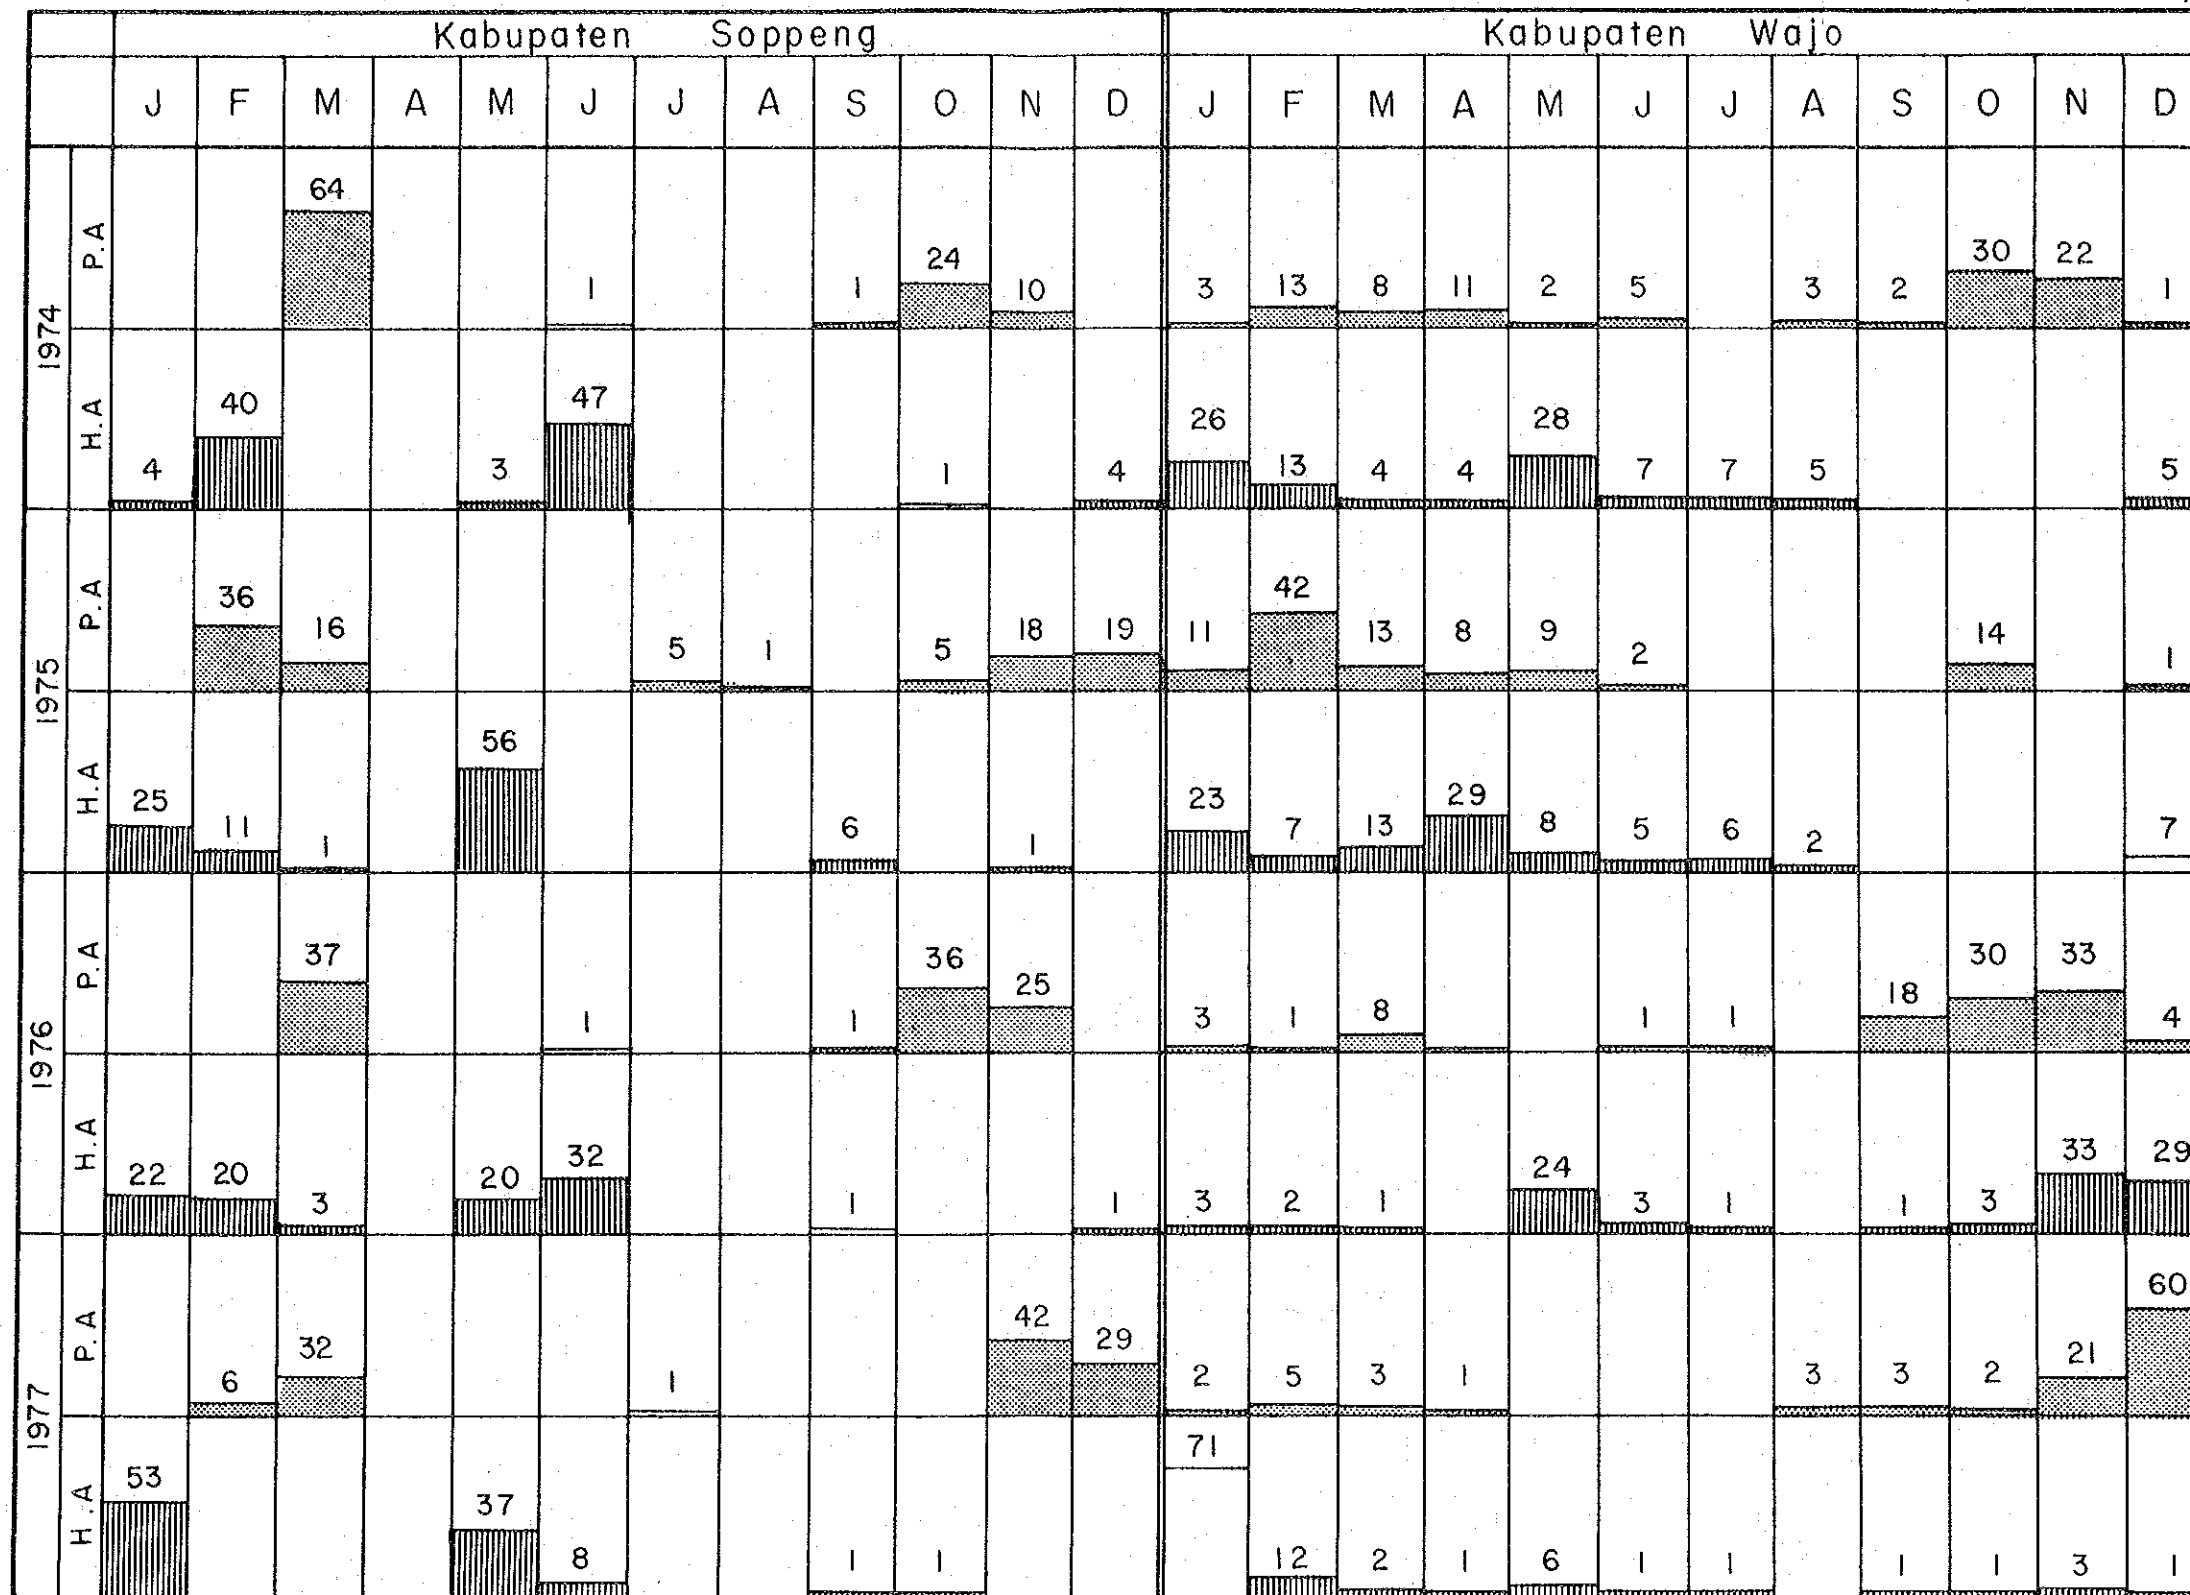 Kabupaten Soppeng Kabupaten Wajo
J F M A M J J A S O N D J F M A M J J A S O N D
1974
P.A 64 1 1 24 10 3 13 8 11 2 5 3 2 30 22 1
H.A 4 40 3 47 1 4 26 13 4 4 28 7 7 5 5
1975
P.A 36 16 5 1 5 18 19 11 42 13 8 9 2 14 1
H.A 25 11 1 56 6 1 23 7 13 29 8 5 6 2 7
1976
P.A 37 1 1 36 25 3 1 8 1 1 18 30 33 4
H.A 22 20 3 20 32 1 1 3 2 1 24 3 1 1 3 33 29
1977
P.A 6 32 1 42 29 2 5 3 1 3 3 2 21 60
H.A 53 37 8 1 1 71 12 2 1 6 1 1 1 1 3 1